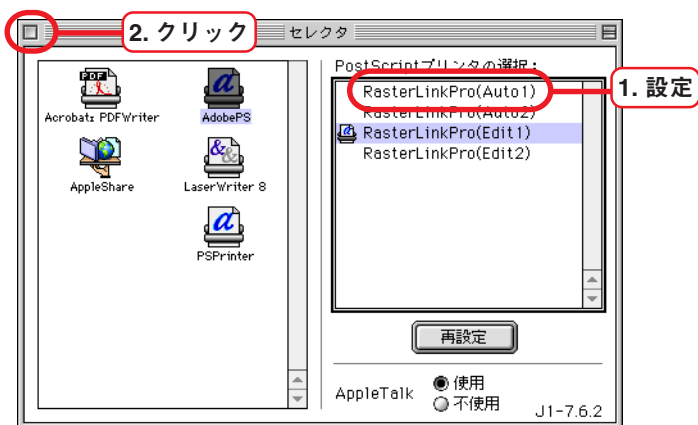 2. クリック
セレクタ
PostScriptプリンタの選択：
RasterLinkPro(Auto1)
1. 設定
RasterLinkPro(Auto2)
RasterLinkPro(Edit1)
RasterLinkPro(Edit2)
PDF
Acrobat: PDFWriter
AdobePS
AppleShare
LaserWriter 8
PSPrinter
再設定
AppleTalk
使用
不使用
J1-7.6.2